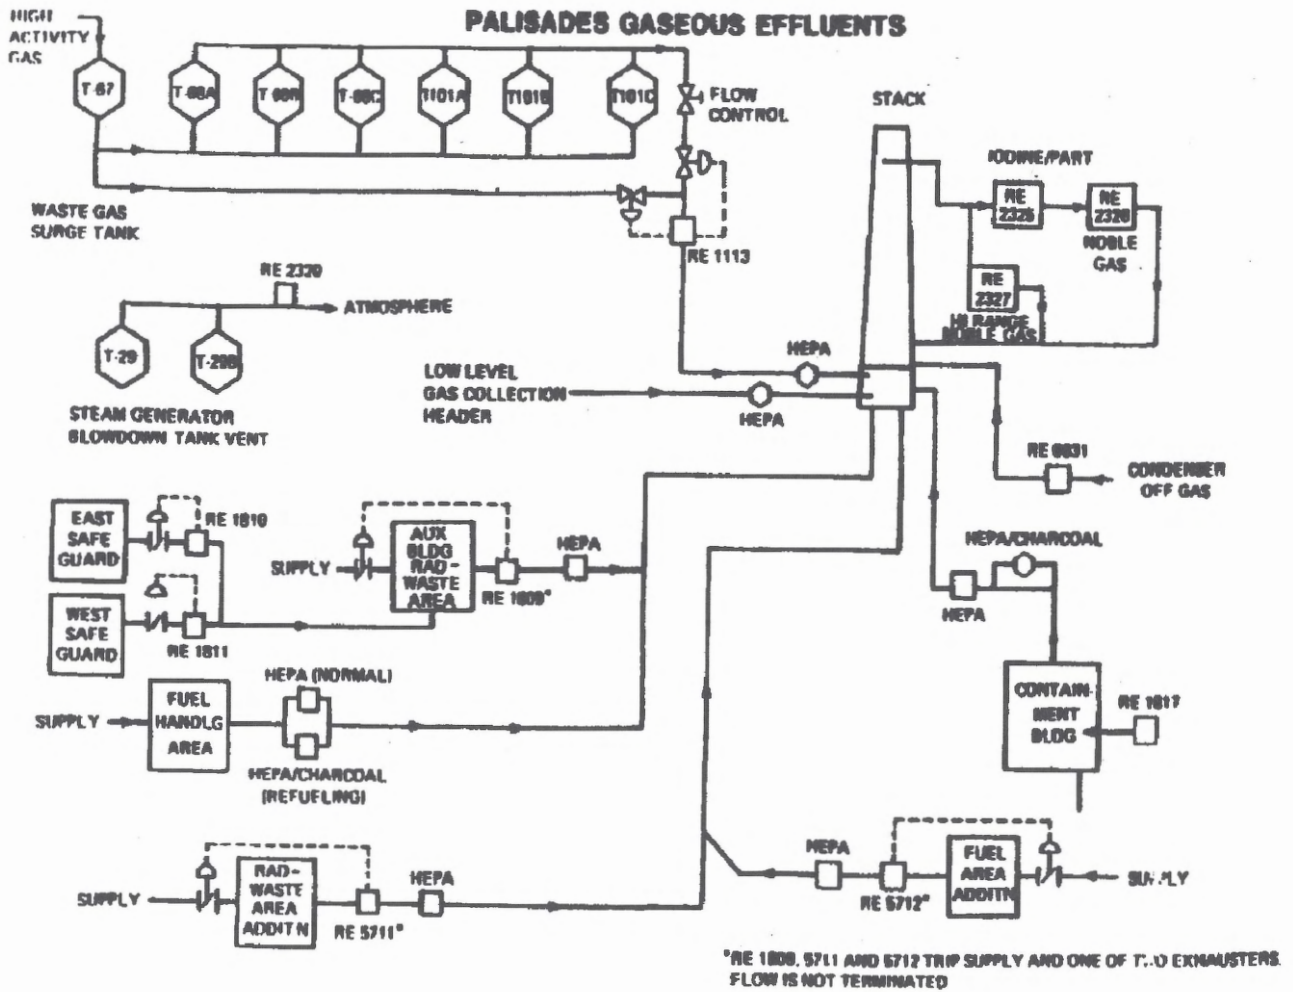 PALISADES GASEOUS EFFLUENTS
HIGH
ACTIVITY
GAS
T-67
T-68A
T-68B
T-68C
T101A
T101B
T101C
FLOW
CONTROL
STACK
IODINE/PART
RE
2325
RE
2326
NOBLE
GAS
RE
2327
HI RANGE
NOBLE GAS
WASTE GAS
SURGE TANK
RE 1113
RE 2320
ATMOSPHERE
T-29
T-29B
STEAM GENERATOR
BLOWDOWN TANK VENT
HEPA
LOW LEVEL
GAS COLLECTION
HEADER
HEPA
RE 0631
CONDENSER
OFF GAS
EAST
SAFE
GUARD
RE 1810
SUPPLY
AUX
BLDG
RAD-
WASTE
AREA
RE 1809*
HEPA
HEPA/CHARCOAL
HEPA
WEST
SAFE
GUARD
RE 1811
HEPA (NORMAL)
SUPPLY
FUEL
HANDLG
AREA
HEPA/CHARCOAL
(REFUELING)
CONTAIN-
MENT
BLDG
RE 1817
SUPPLY
RAD-
WASTE
AREA
ADDIT N
RE 5711*
HEPA
HEPA
RE 5712*
FUEL
AREA
ADDITN
SUPPLY
*RE 1809, 5711 AND 5712 TRIP SUPPLY AND ONE OF TWO EXHAUSTERS.
FLOW IS NOT TERMINATED